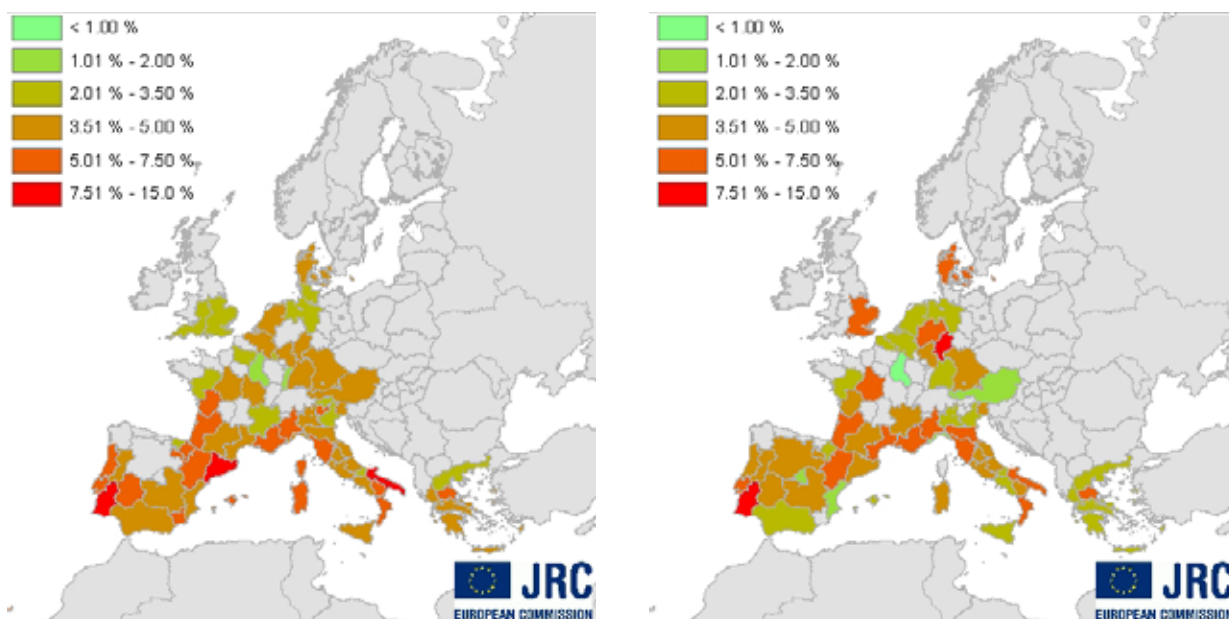 < 1.00 %
1.01 % - 2.00 %
2.01 % - 3.50 %
3.51 % - 5.00 %
5.01 % - 7.50 %
7.51 % - 15.0 %
JRC
EUROPEAN COMMISSION
< 1.00 %
1.01 % - 2.00 %
2.01 % - 3.50 %
3.51 % - 5.00 %
5.01 % - 7.50 %
7.51 % - 15.0 %
JRC
EUROPEAN COMMISSION